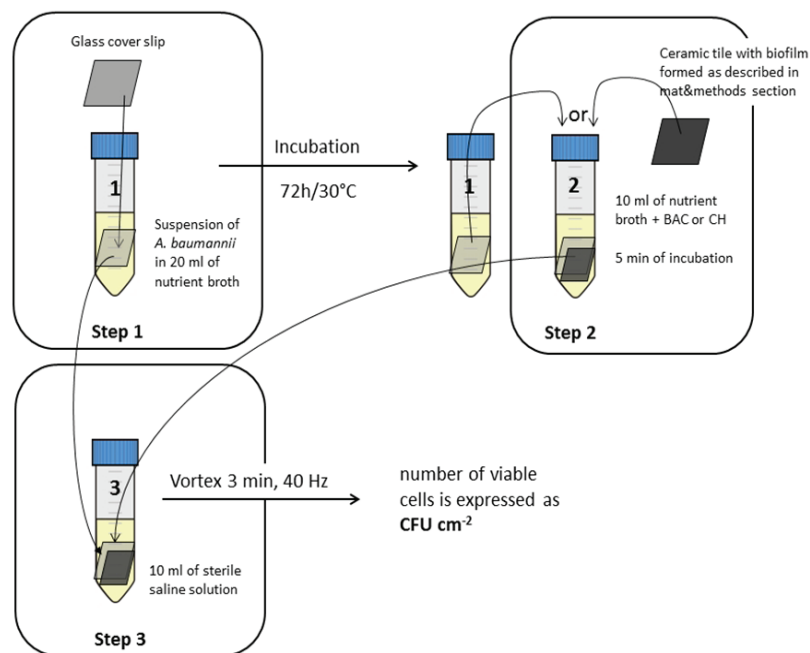 Glass cover slip
1
Suspension of
A. baumannii
in 20 ml of
nutrient broth
Step 1
Incubation
72h/30°C
1
or
2
Ceramic tile with biofilm
formed as described in
mat&methods section
10 ml of nutrient
broth + BAC or CH
5 min of incubation
Step 2
3
10 ml of sterile
saline solution
Step 3
Vortex 3 min, 40 Hz
number of viable
cells is expressed as
CFU cm-2